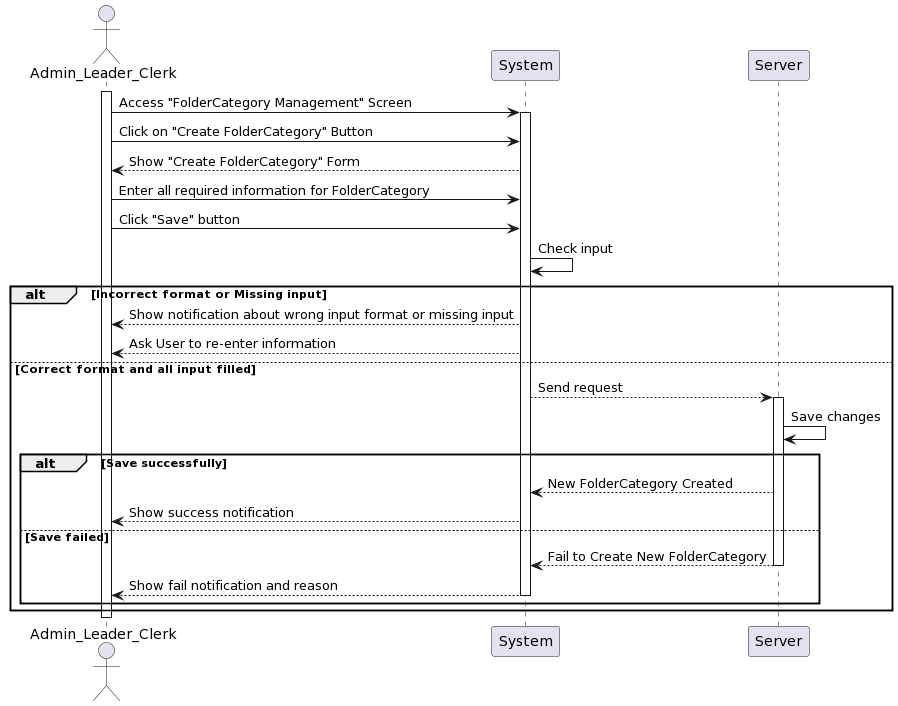 Admin_Leader_Clerk
System
Server
Access "FolderCategory Management" Screen
Click on "Create FolderCategory" Button
Show "Create FolderCategory" Form
Enter all required information for FolderCategory
Click "Save" button
Check input
alt [Incorrect format or Missing input]
Show notification about wrong input format or missing input
Ask User to re-enter information
[Correct format and all input filled]
Send request
Save changes
alt [Save successfully]
New FolderCategory Created
Show success notification
[Save failed]
Fail to Create New FolderCategory
Show fail notification and reason
Admin_Leader_Clerk
System
Server